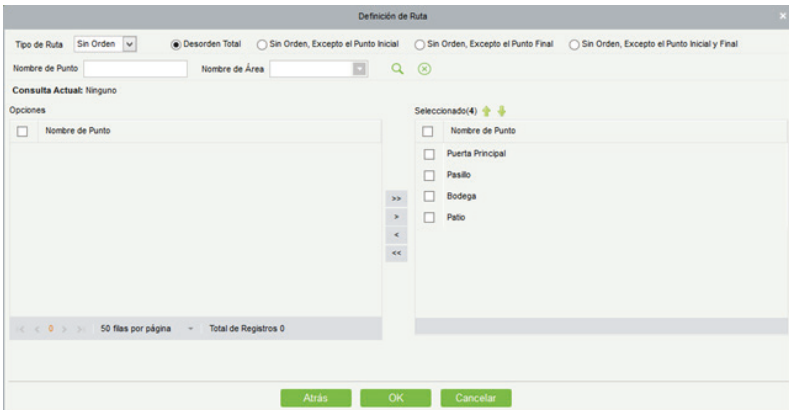 Definición de Ruta ×
Tipo de Ruta Sin Orden Desorden Total Sin Orden, Excepto el Punto Inicial Sin Orden, Excepto el Punto Final Sin Orden, Excepto el Punto Inicial y Final
Nombre de Punto Nombre de Área
Consulta Actual: Ninguno
Opciones Seleccionado(4)
Nombre de Punto Nombre de Punto
Puerta Principal
Pasillo
Bodega
Patio
>>
>
<
<<
|< < 0 > >| 50 filas por página Total de Registros 0
Atrás OK Cancelar